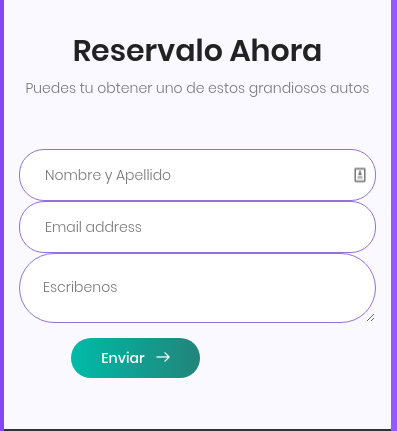 Reservalo Ahora
Puedes tu obtener uno de estos grandiosos autos
Nombre y Apellido
Email address
Escribenos
Enviar